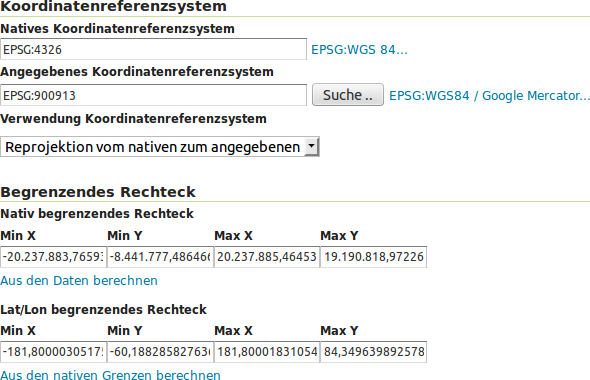 Koordinatenreferenzsystem
Natives Koordinatenreferenzsystem
EPSG:4326 EPSG:WGS 84...
Angegebenes Koordinatenreferenzsystem
EPSG:900913 Suche .. EPSG:WGS84 / Google Mercator...
Verwendung Koordinatenreferenzsystem
Reprojektion vom nativen zum angegebenen
Begrenzendes Rechteck
Nativ begrenzendes Rechteck
Min X Min Y Max X Max Y
-20.237.883,76593 -8.441.777,486466 20.237.885,46453 19.190.818,97226
Aus den Daten berechnen
Lat/Lon begrenzendes Rechteck
Min X Min Y Max X Max Y
-181,8000030517 -60,1882858276 181,80001831054 84,349639892578
Aus den nativen Grenzen berechnen